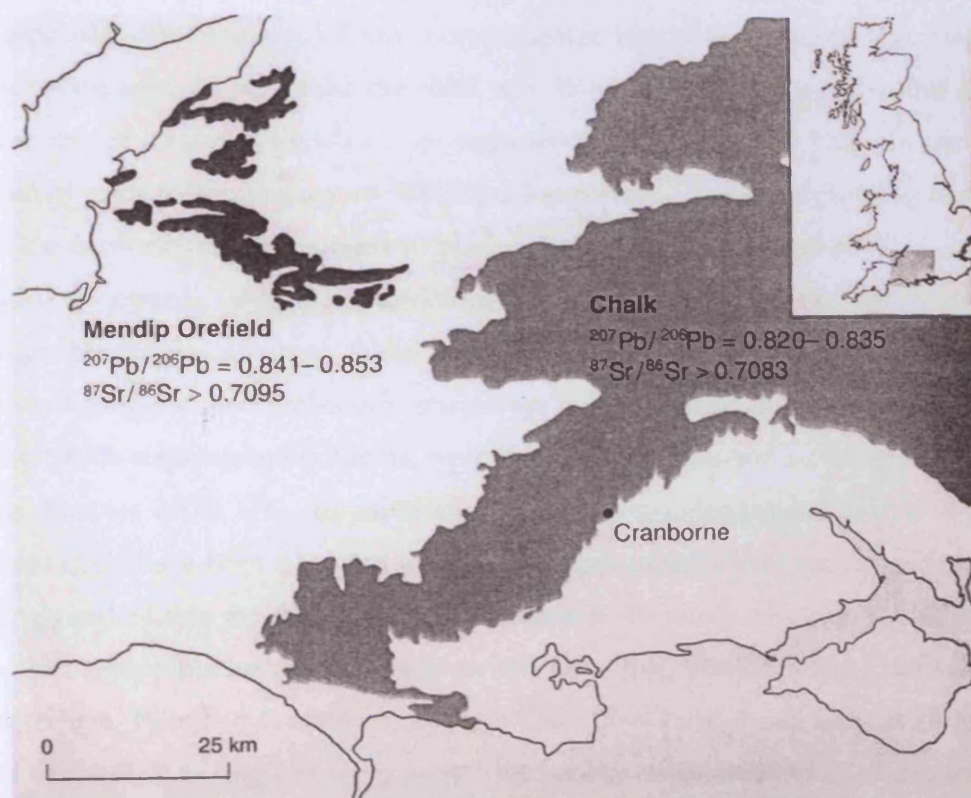 Mendip Orefield
²⁰⁷Pb/²⁰⁶Pb = 0.841–0.853
⁸⁷Sr/⁸⁶Sr > 0.7095
Chalk
²⁰⁷Pb/²⁰⁶Pb = 0.820–0.835
⁸⁷Sr/⁸⁶Sr > 0.7083
Cranborne
0 25 km